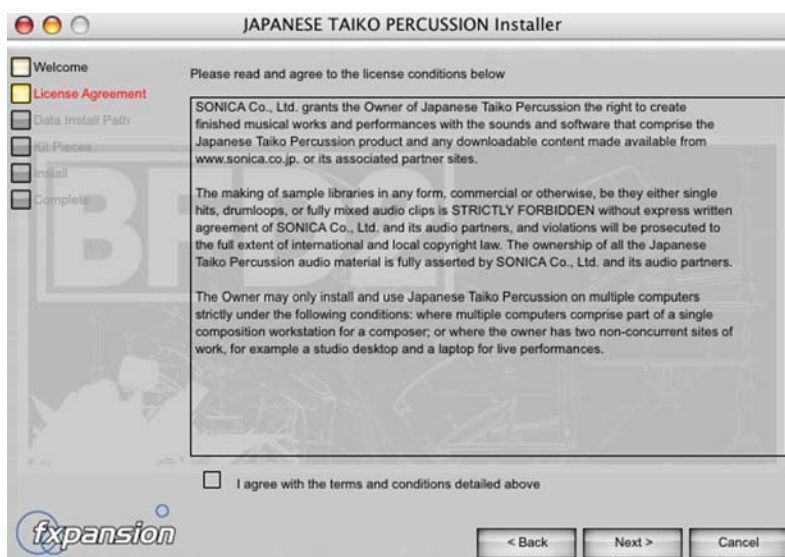 JAPANESE TAIKO PERCUSSION Installer
Welcome
License Agreement
Data Install Path
Kit Pieces
Install
Complete
Please read and agree to the license conditions below
SONICA Co., Ltd. grants the Owner of Japanese Taiko Percussion the right to create
finished musical works and performances with the sounds and software that comprise the
Japanese Taiko Percussion product and any downloadable content made available from
www.sonica.co.jp. or its associated partner sites.
The making of sample libraries in any form, commercial or otherwise, be they either single
hits, drumloops, or fully mixed audio clips is STRICTLY FORBIDDEN without express written
agreement of SONICA Co., Ltd. and its audio partners, and violations will be prosecuted to
the full extent of international and local copyright law. The ownership of all the Japanese
Taiko Percussion audio material is fully asserted by SONICA Co., Ltd. and its audio partners.
The Owner may only install and use Japanese Taiko Percussion on multiple computers
strictly under the following conditions: where multiple computers comprise part of a single
composition workstation for a composer; or where the owner has two non-concurrent sites of
work, for example a studio desktop and a laptop for live performances.
BFD2
I agree with the terms and conditions detailed above
fxpansion
< Back
Next >
Cancel